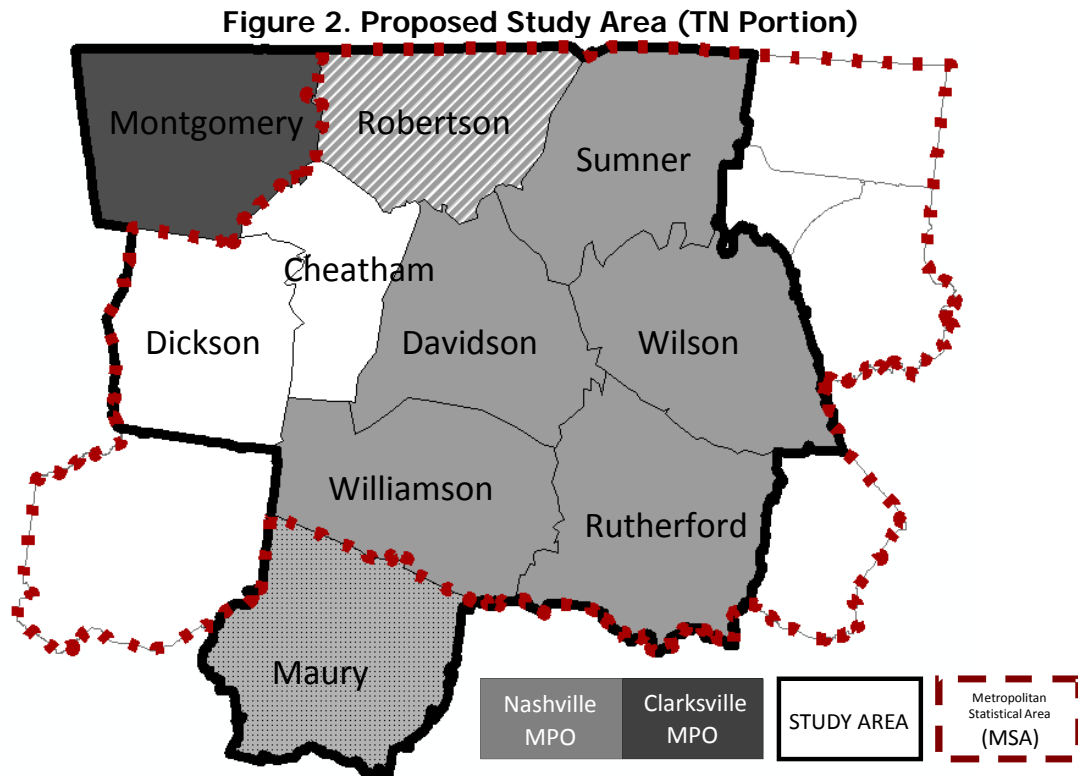 Figure 2. Proposed Study Area (TN Portion)
Montgomery
Robertson
Sumner
Cheatham
Dickson
Davidson
Wilson
Williamson
Rutherford
Maury
Nashville
MPO
Clarksville
MPO
STUDY AREA
Metropolitan
Statistical Area
(MSA)